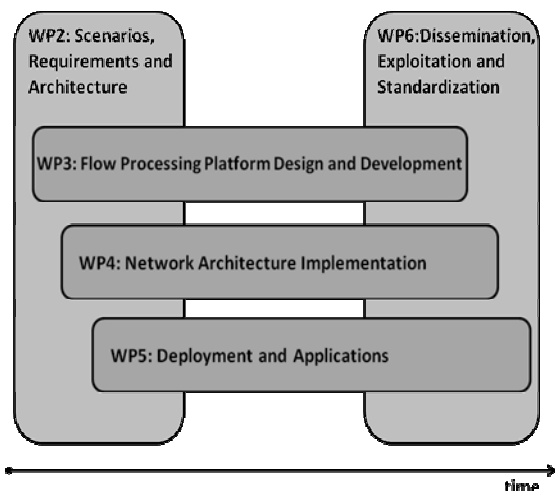 WP2: Scenarios,
Requirements and
Architecture
WP6:Dissemination,
Exploitation and
Standardization
WP3: Flow Processing Platform Design and Development
WP4: Network Architecture Implementation
WP5: Deployment and Applications
time